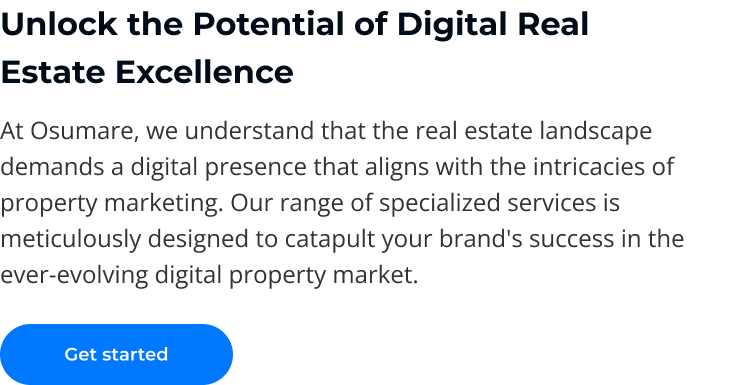 Unlock the Potential of Digital Real
Estate Excellence
At Osumare, we understand that the real estate landscape
demands a digital presence that aligns with the intricacies of
property marketing. Our range of specialized services is
meticulously designed to catapult your brand's success in the
ever-evolving digital property market.
Get started